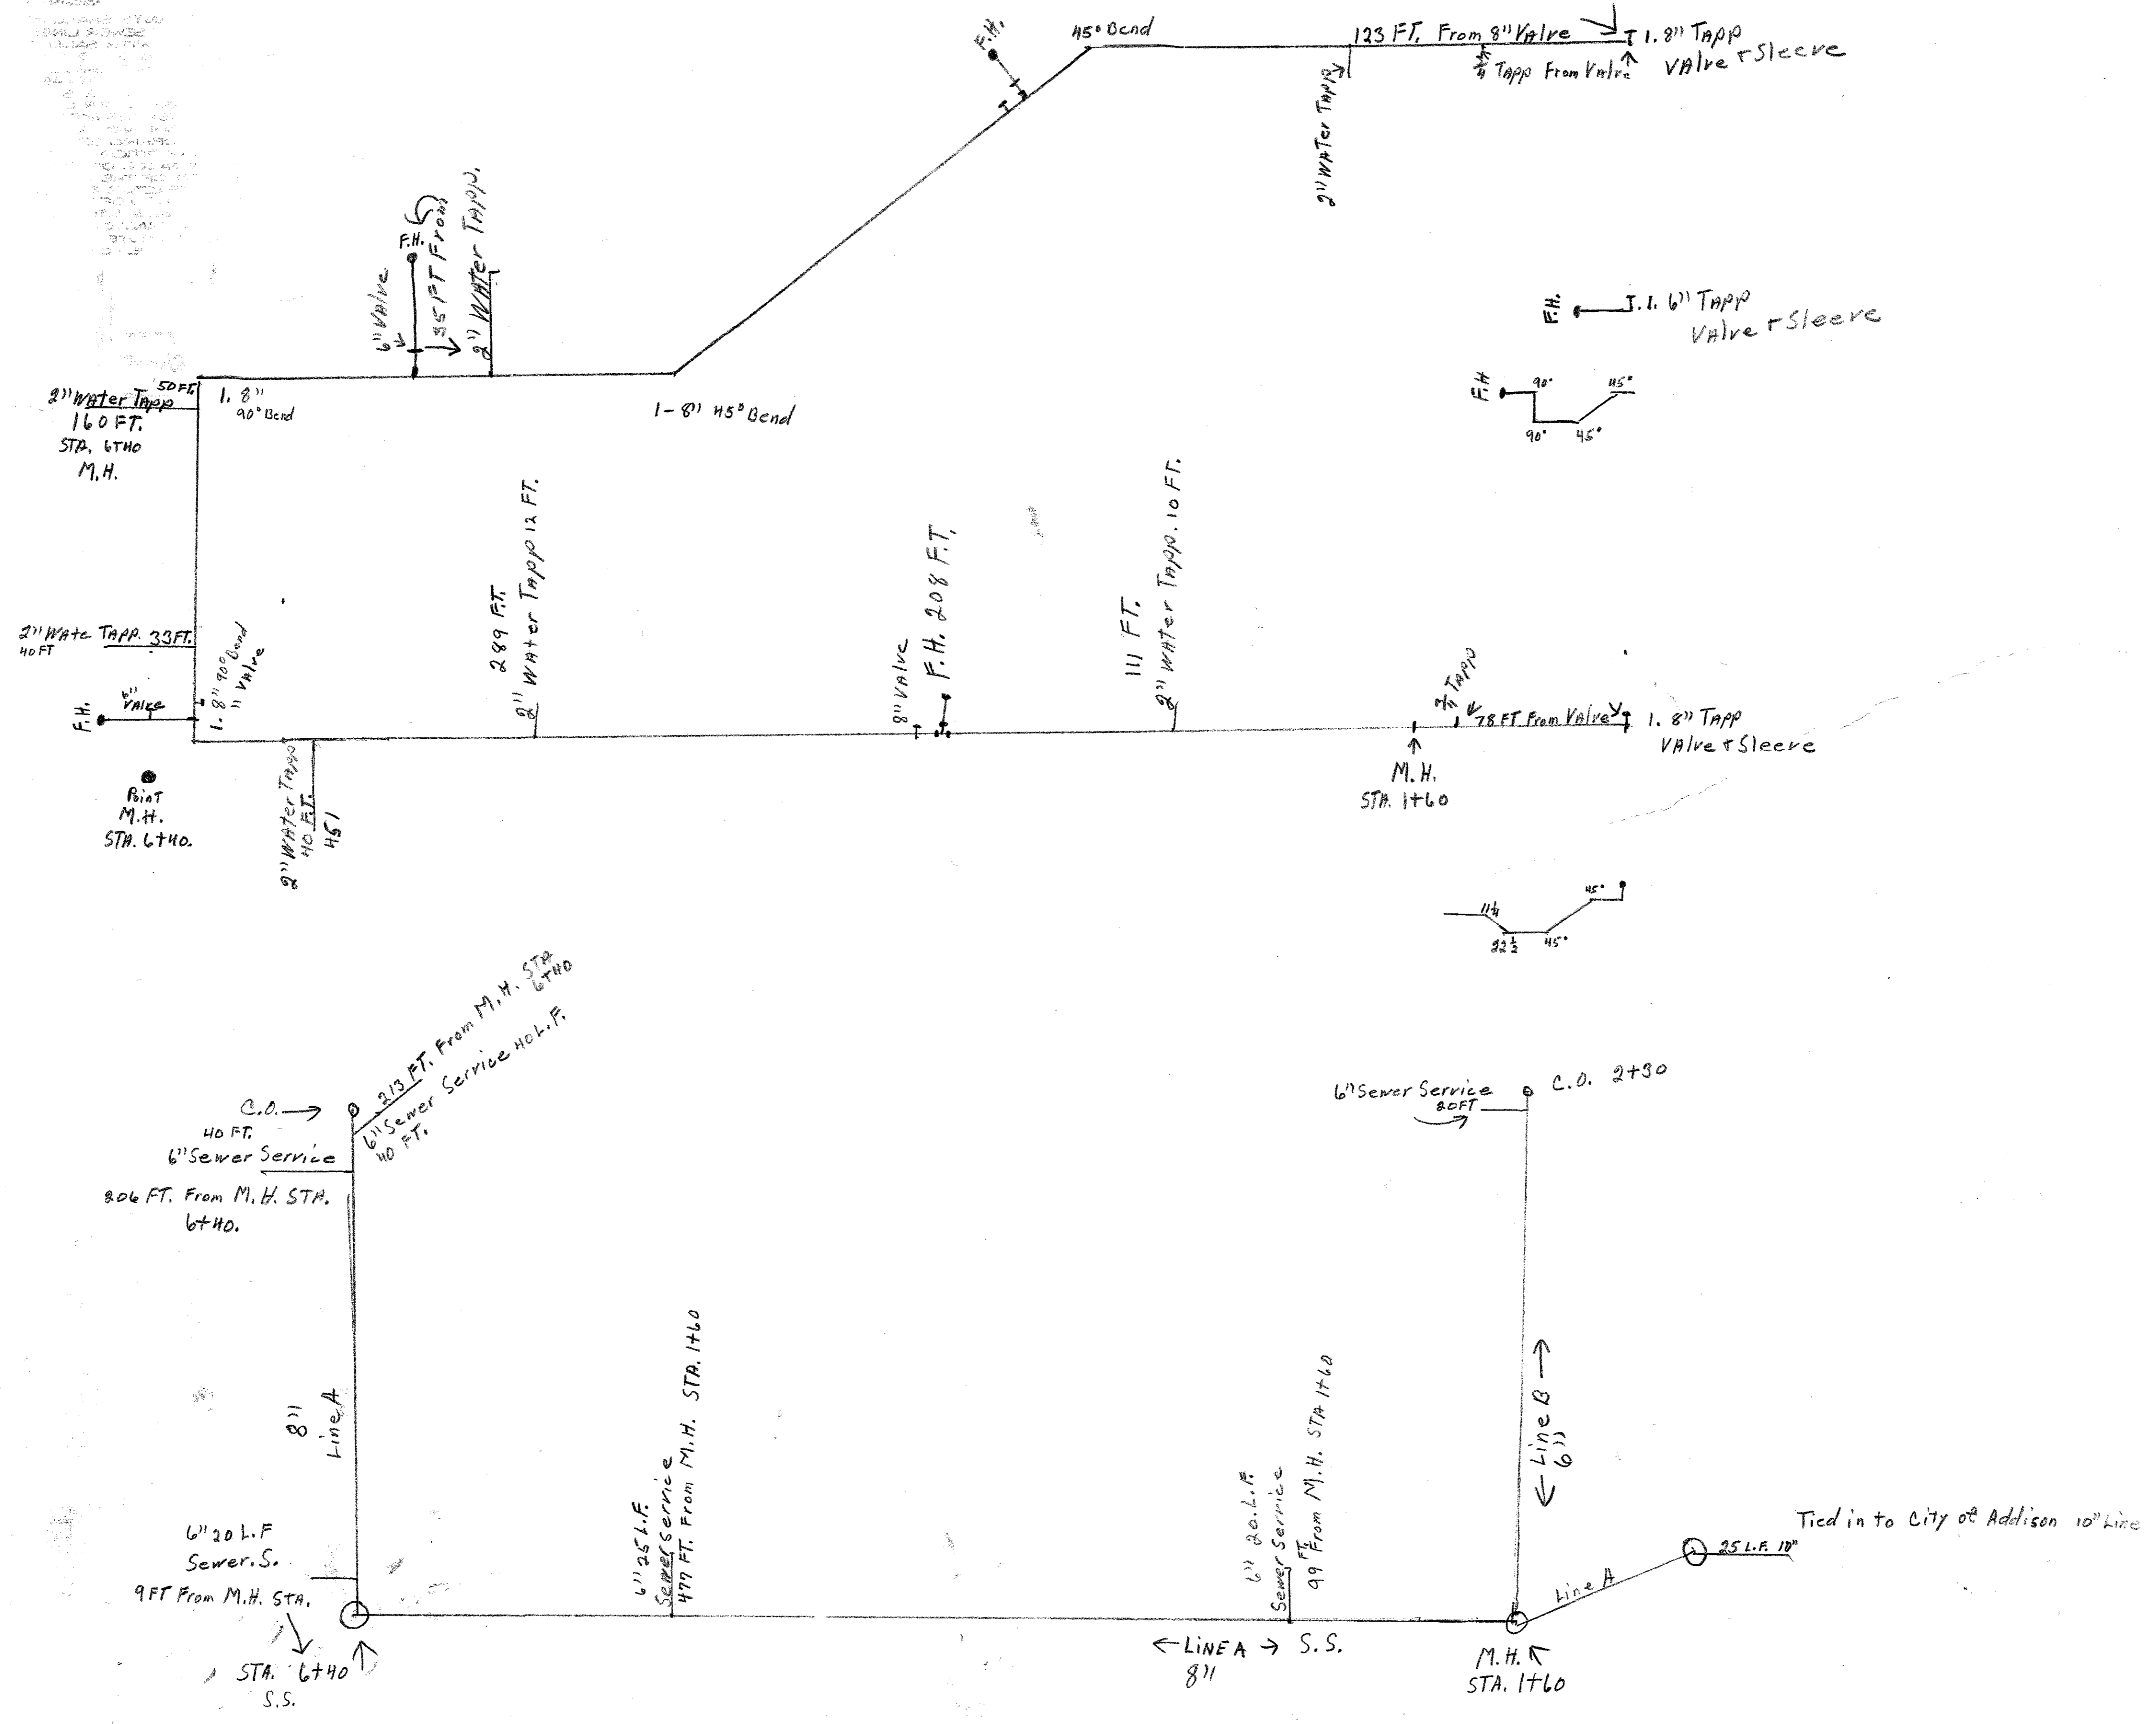 F.H.
45° Bend
123 FT. From 8" VAlve
T 1. 8" TApp
VAlve + Sleeve
3/4 TApp From VAlve
2" WATer TApp
F.H.
6" VAlve
35 FT From
2" WATer TApp.
F.H.
T.1. 6" TApp
VAlve + Sleeve
50 FT.
2" WATer TApp
160 FT.
STA. 6+40
M.H.
1. 8"
90° Bend
1-8" 45° Bend
F.H
90°
45°
90°
45°
289 F.T.
2" WATer TApp 12 FT.
8" VAlve
F.H. 208 F.T.
111 FT.
2" WATer TApp. 10 FT.
2" WATe TApp. 33 FT.
40 FT
1. 8" 90° Bend
" VAlve
F.H.
6"
VAlve
3/4 TApp
78 FT From VAlve
1. 8" TApp
VAlve + Sleeve
M.H.
STA. 1+60
PoinT
M.H.
STA. 6+40.
2" WATer TApp
40 F.T.
451
11 1/4
22 1/2
45°
45°
213 FT. From M.H. STA
6+40
6" Sewer Service 40 L.F.
40 FT.
C.O.
40 FT.
6" Sewer Service
206 FT. From M.H. STA.
6+40.
6" Sewer Service
20 FT
C.O. 2+30
8"
Line A
6" 25 L.F.
Sewer Service
477 FT. From M.H. STA. 1+60
6" 20. L.F.
Sewer Service
99 FT From M.H. STA 1+60
Line B
6"
6" 20 L.F
Sewer. S.
9 FT From M.H. STA.
STA. 6+40
S.S.
LiNE A S.S.
8"
M.H.
STA. 1+60
Line A
25 L.F. 10"
Tied in to City of Addison 10" Line